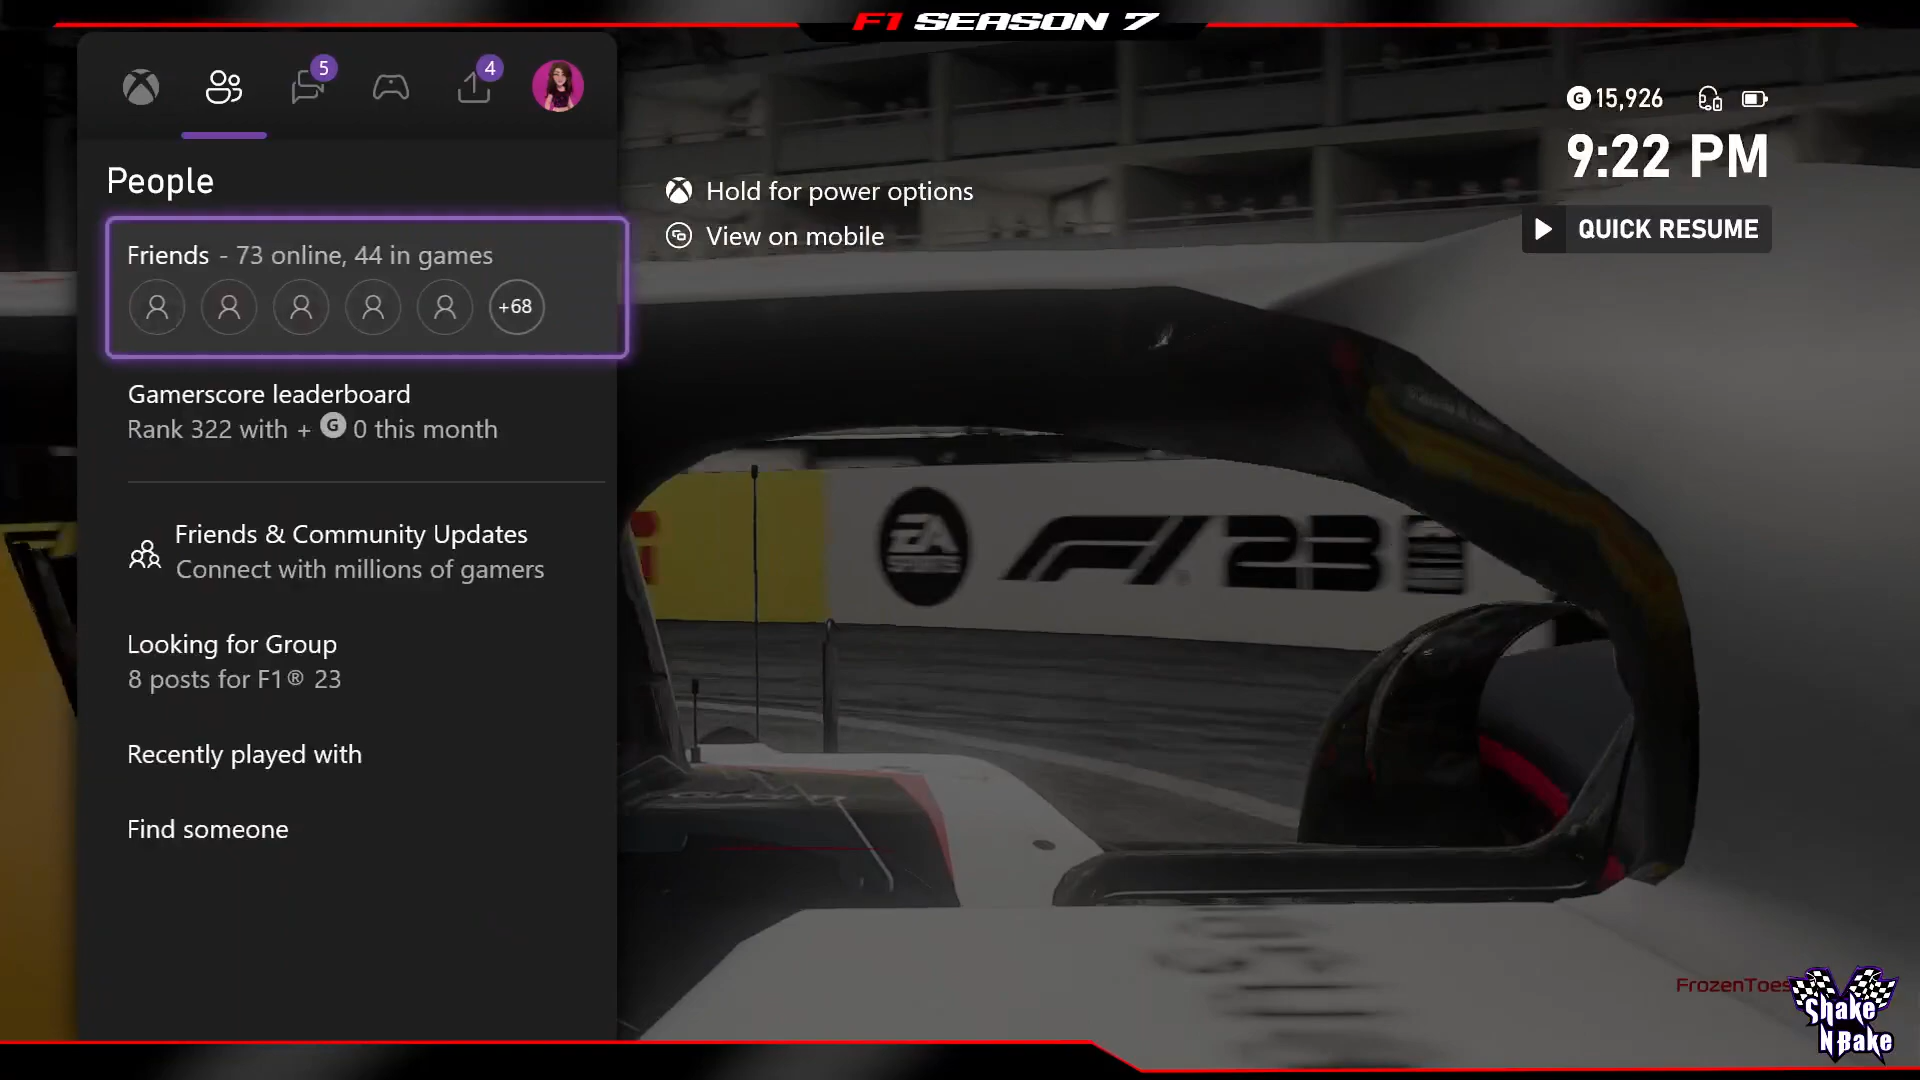 F1 SEASON 7
5
4
People
Friends - 73 online, 44 in games
+68
Gamerscore leaderboard
Rank 322 with + G 0 this month
Friends & Community Updates
Connect with millions of gamers
Looking for Group
8 posts for F1® 23
Recently played with
Find someone
Hold for power options
View on mobile
G 15,926
9:22 PM
QUICK RESUME
EA
SPORTS
F1 23
FrozenToes
Shake
N Bake